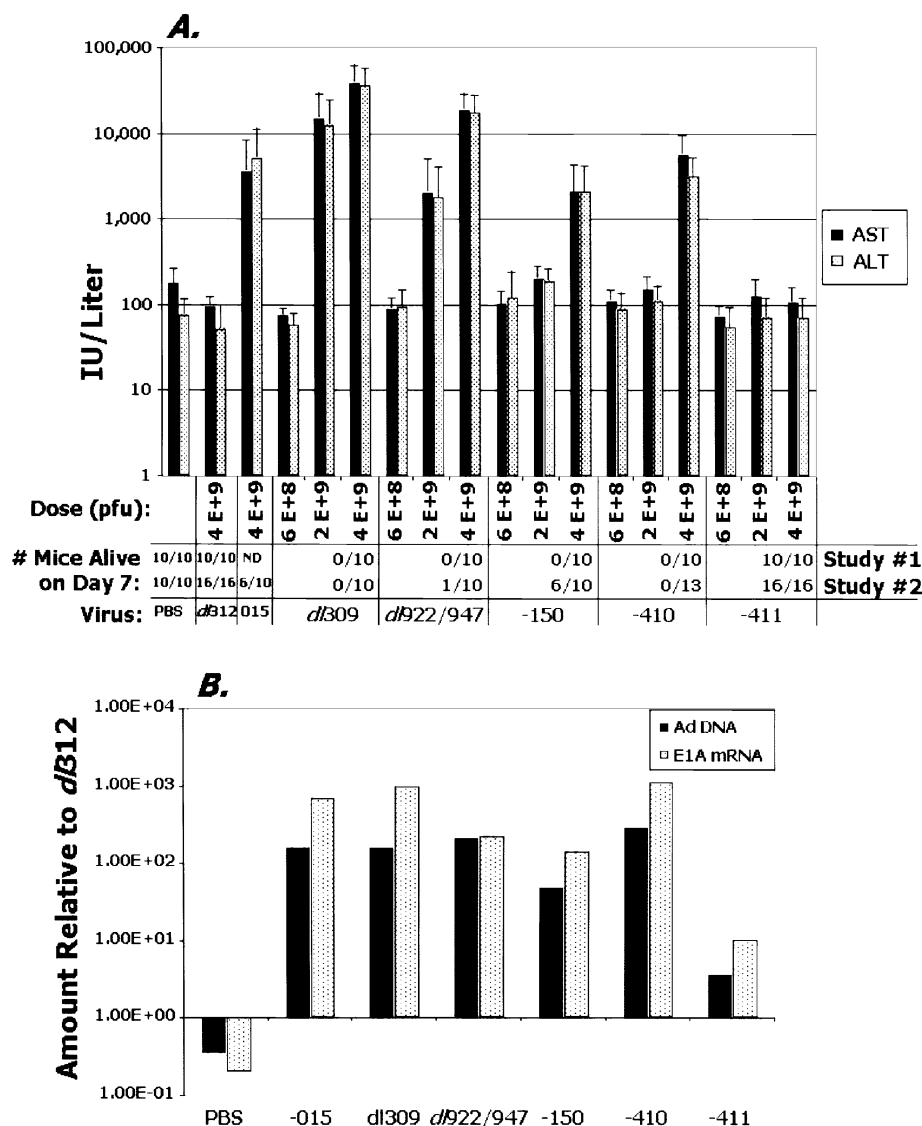 A.
100,000
10,000
1,000
100
10
1
IU/Liter
AST
ALT
Dose (pfu): 4 E+9 4 E+9 6 E+8 2 E+9 4 E+9 6 E+8 2 E+9 4 E+9 6 E+8 2 E+9 4 E+9 6 E+8 2 E+9 4 E+9 6 E+8 2 E+9 4 E+9
# Mice Alive 10/10 10/10 ND 0/10 0/10 0/10 0/10 10/10 Study #1
on Day 7: 10/10 16/16 6/10 0/10 1/10 6/10 0/13 16/16 Study #2
Virus: PBS dl312 015 dl309 dl922/947 -150 -410 -411
B.
1.00E+04
1.00E+03
1.00E+02
1.00E+01
1.00E+00
1.00E-01
Amount Relative to dl312
Ad DNA
E1A mRNA
PBS -015 dl309 dl922/947 -150 -410 -411